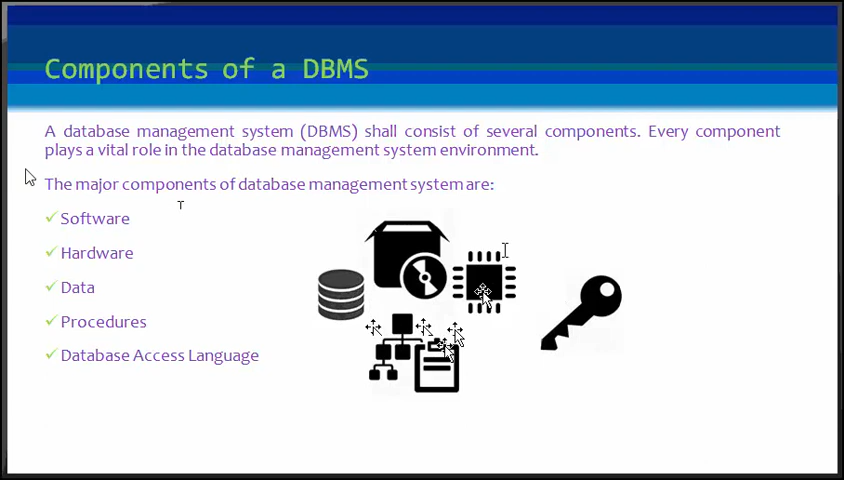 Components of a DBMS
A database management system (DBMS) shall consist of several components. Every component
plays a vital role in the database management system environment.
The major components of database management system are:
Software
Hardware
Data
Procedures
Database Access Language